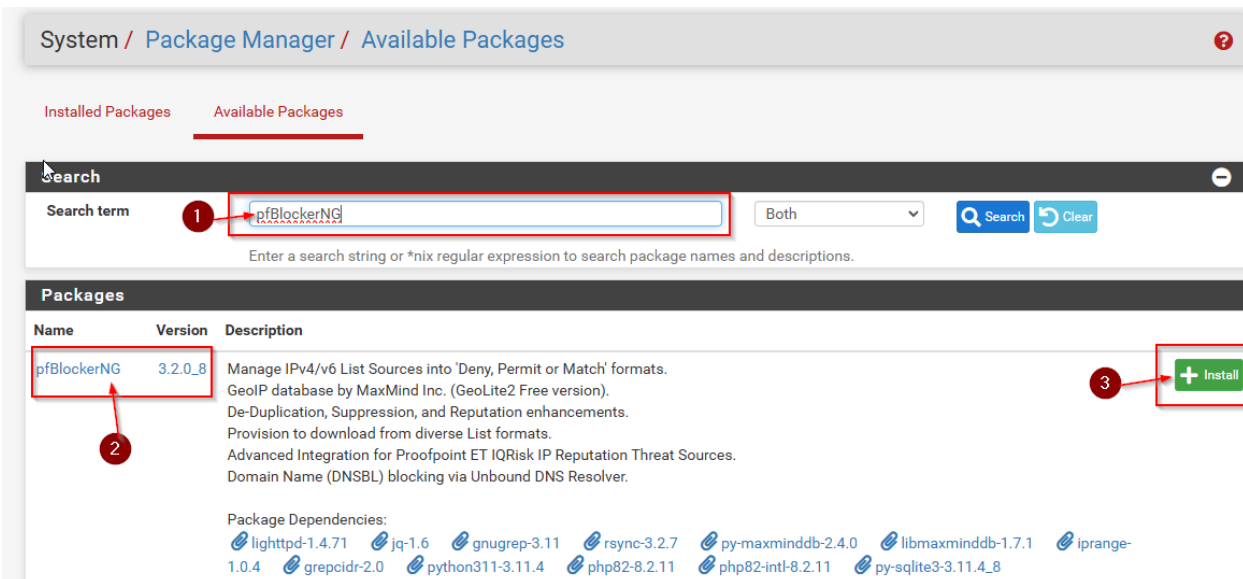 System / Package Manager / Available Packages
Installed Packages Available Packages
Search
Search term 1 pfBlockerNG Both Search Clear
Enter a search string or *nix regular expression to search package names and descriptions.
Packages
Name Version Description
pfBlockerNG 3.2.0_8 Manage IPv4/v6 List Sources into 'Deny, Permit or Match' formats.
GeoIP database by MaxMind Inc. (GeoLite2 Free version).
3 Install
De-Duplication, Suppression, and Reputation enhancements.
Provision to download from diverse List formats.
2
Advanced Integration for Proofpoint ET IQRisk IP Reputation Threat Sources.
Domain Name (DNSBL) blocking via Unbound DNS Resolver.
Package Dependencies:
lighttpd-1.4.71 jq-1.6 gnugrep-3.11 rsync-3.2.7 py-maxminddb-2.4.0 libmaxminddb-1.7.1 iprange-
1.0.4 grepcidr-2.0 python311-3.11.4 php82-8.2.11 php82-intl-8.2.11 py-sqlite3-3.11.4_8